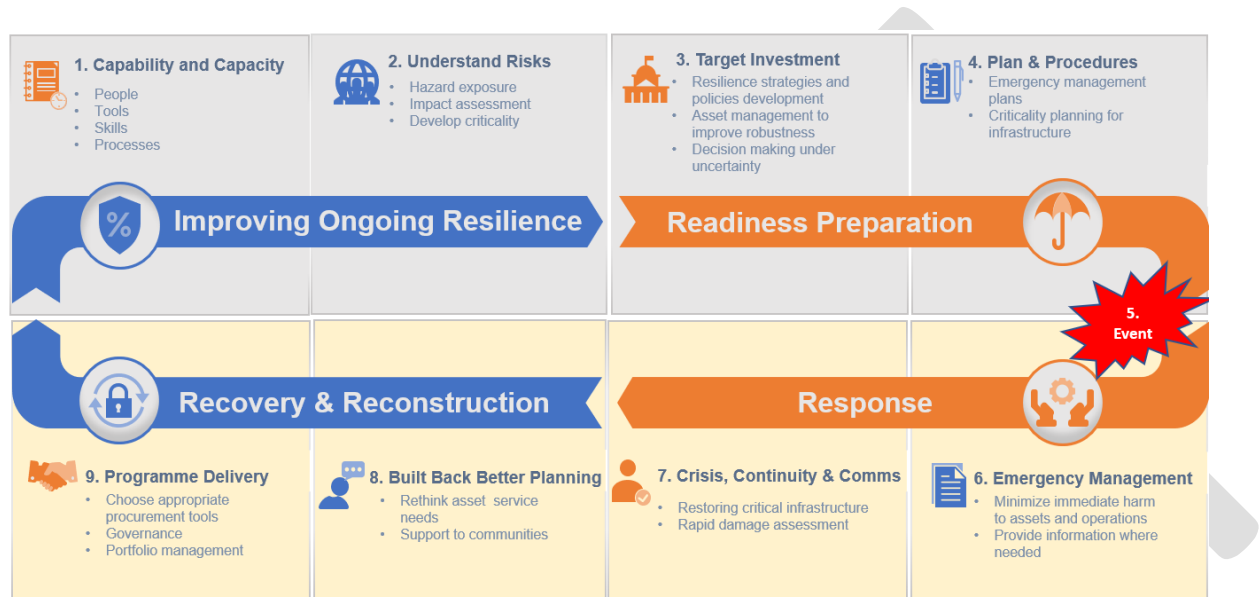 1. Capability and Capacity
• People
• Tools
• Skills
• Processes
2. Understand Risks
• Hazard exposure
• Impact assessment
• Develop criticality
3. Target Investment
• Resilience strategies and
policies development
• Asset management to
improve robustness
• Decision making under
uncertainty
4. Plan & Procedures
• Emergency management
plans
• Criticality planning for
infrastructure
%
Improving Ongoing Resilience
Readiness Preparation
5.
Event
Recovery & Reconstruction
Response
9. Programme Delivery
• Choose appropriate
procurement tools
• Governance
• Portfolio management
8. Built Back Better Planning
• Rethink asset service
needs
• Support to communities
7. Crisis, Continuity & Comms
• Restoring critical infrastructure
• Rapid damage assessment
6. Emergency Management
• Minimize immediate harm
to assets and operations
• Provide information where
needed